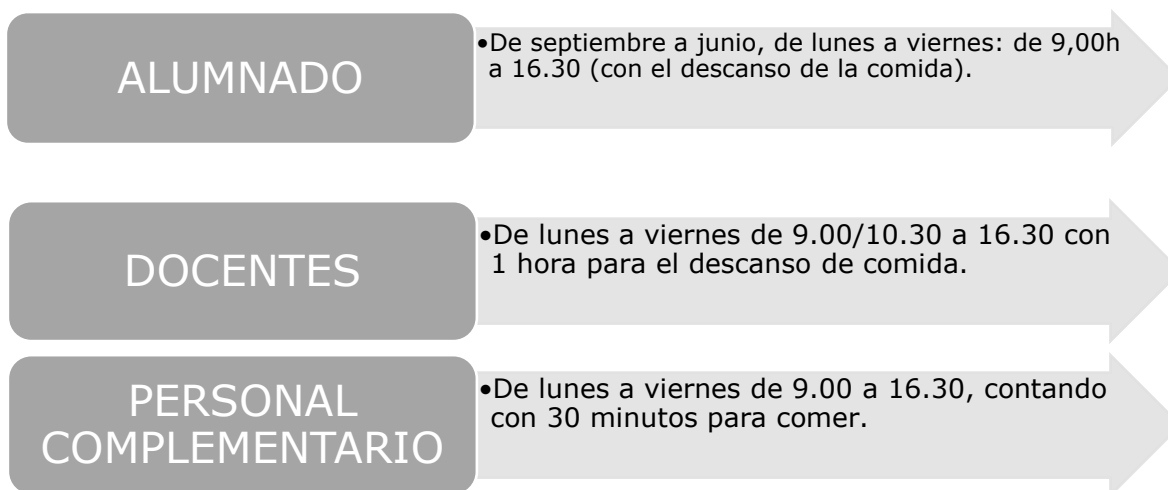 ALUMNADO
•De septiembre a junio, de lunes a viernes: de 9,00h
a 16.30 (con el descanso de la comida).
DOCENTES
•De lunes a viernes de 9.00/10.30 a 16.30 con
1 hora para el descanso de comida.
PERSONAL
COMPLEMENTARIO
•De lunes a viernes de 9.00 a 16.30, contando
con 30 minutos para comer.